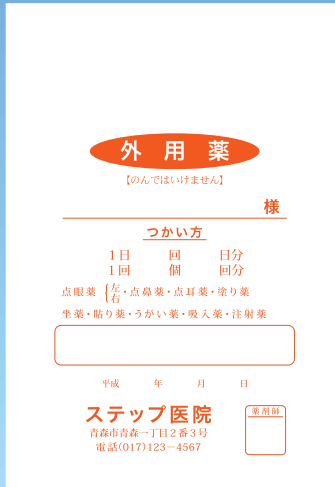 外用薬
【のんではいけません】
様
つかい方
1日 回 日分
1回 個 回分
点眼薬{左右・点鼻薬・点耳薬・塗り薬
坐薬・貼り薬・うがい薬・吸入薬・注射薬
平成 年 月 日
ステップ医院
青森市青森一丁目2番3号
電話(017)123-4567
薬剤師